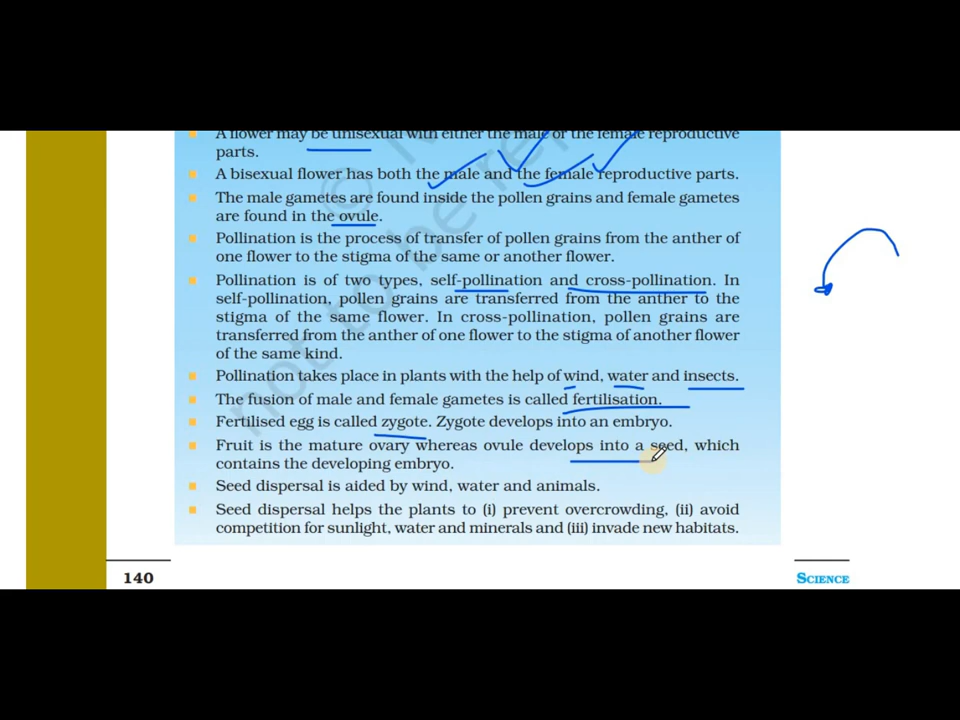 A flower may be unisexual with either the male or the female reproductive
parts.
A bisexual flower has both the male and the female reproductive parts.
The male gametes are found inside the pollen grains and female gametes
are found in the ovule.
Pollination is the process of transfer of pollen grains from the anther of
one flower to the stigma of the same or another flower.
Pollination is of two types, self-pollination and cross-pollination. In
self-pollination, pollen grains are transferred from the anther to the
stigma of the same flower. In cross-pollination, pollen grains are
transferred from the anther of one flower to the stigma of another flower
of the same kind.
Pollination takes place in plants with the help of wind, water and insects.
The fusion of male and female gametes is called fertilisation.
Fertilised egg is called zygote. Zygote develops into an embryo.
Fruit is the mature ovary whereas ovule develops into a seed, which
contains the developing embryo.
Seed dispersal is aided by wind, water and animals.
Seed dispersal helps the plants to (i) prevent overcrowding, (ii) avoid
competition for sunlight, water and minerals and (iii) invade new habitats.
140
SCIENCE